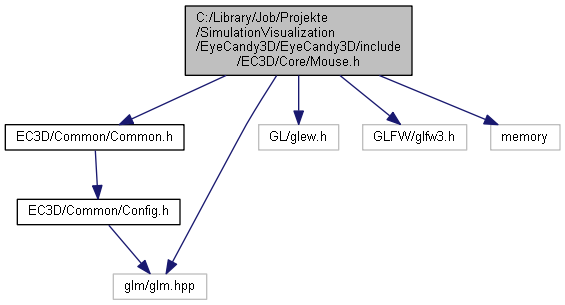 C:/Library/Job/Projekte
/SimulationVisualization
/EyeCandy3D/EyeCandy3D/include
/EC3D/Core/Mouse.h
EC3D/Common/Common.h
GL/glew.h
GLFW/glfw3.h
memory
EC3D/Common/Config.h
glm/glm.hpp